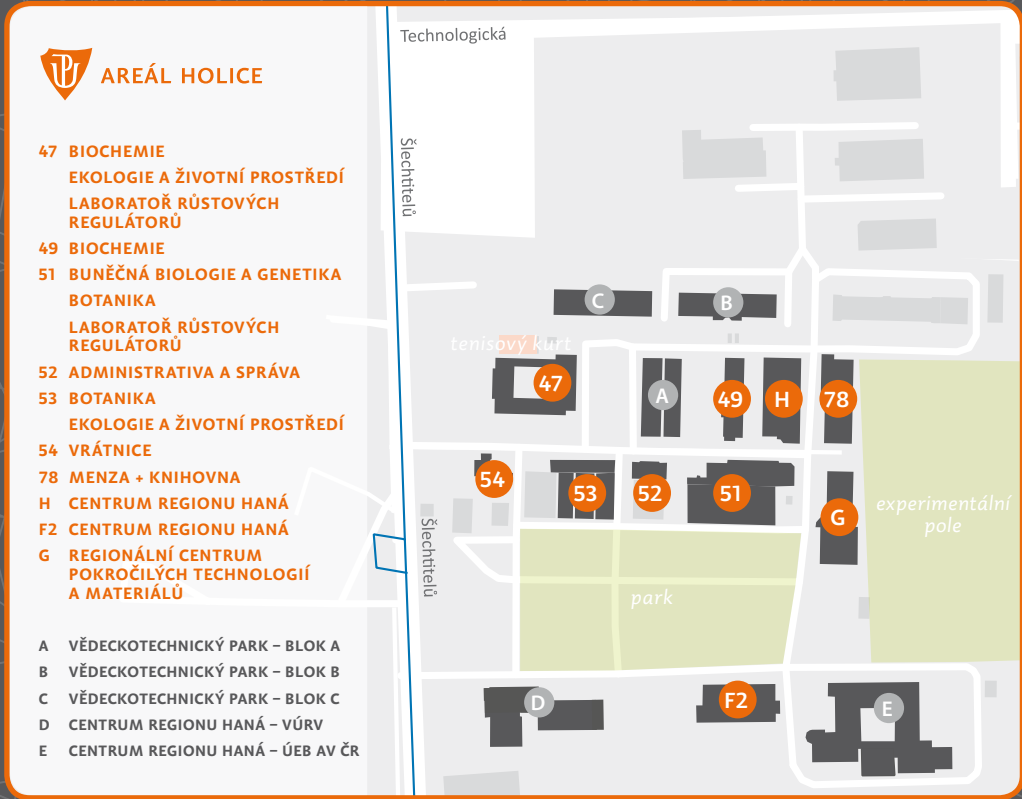 AREÁL HOLICE
47 BIOCHEMIE
EKOLOGIE A ŽIVOTNÍ PROSTŘEDÍ
LABORATOŘ RŮSTOVÝCH
REGULÁTORŮ
49 BIOCHEMIE
51 BUNĚČNÁ BIOLOGIE A GENETIKA
BOTANIKA
LABORATOŘ RŮSTOVÝCH
REGULÁTORŮ
52 ADMINISTRATIVA A SPRÁVA
53 BOTANIKA
EKOLOGIE A ŽIVOTNÍ PROSTŘEDÍ
54 VRÁTNICE
78 MENZA + KNIHOVNA
H CENTRUM REGIONU HANÁ
F2 CENTRUM REGIONU HANÁ
G REGIONÁLNÍ CENTRUM
POKROČILÝCH TECHNOLOGIÍ
A MATERIÁLŮ
A VĚDECKOTECHNICKÝ PARK – BLOK A
B VĚDECKOTECHNICKÝ PARK – BLOK B
C VĚDECKOTECHNICKÝ PARK – BLOK C
D CENTRUM REGIONU HANÁ – VÚRV
E CENTRUM REGIONU HANÁ – ÚEB AV ČR
Technologická
Šlechtitelů
C
B
tenisový kurt
47
A
49
H
78
54
53
52
51
G
experimentální
pole
Šlechtitelů
park
D
F2
E